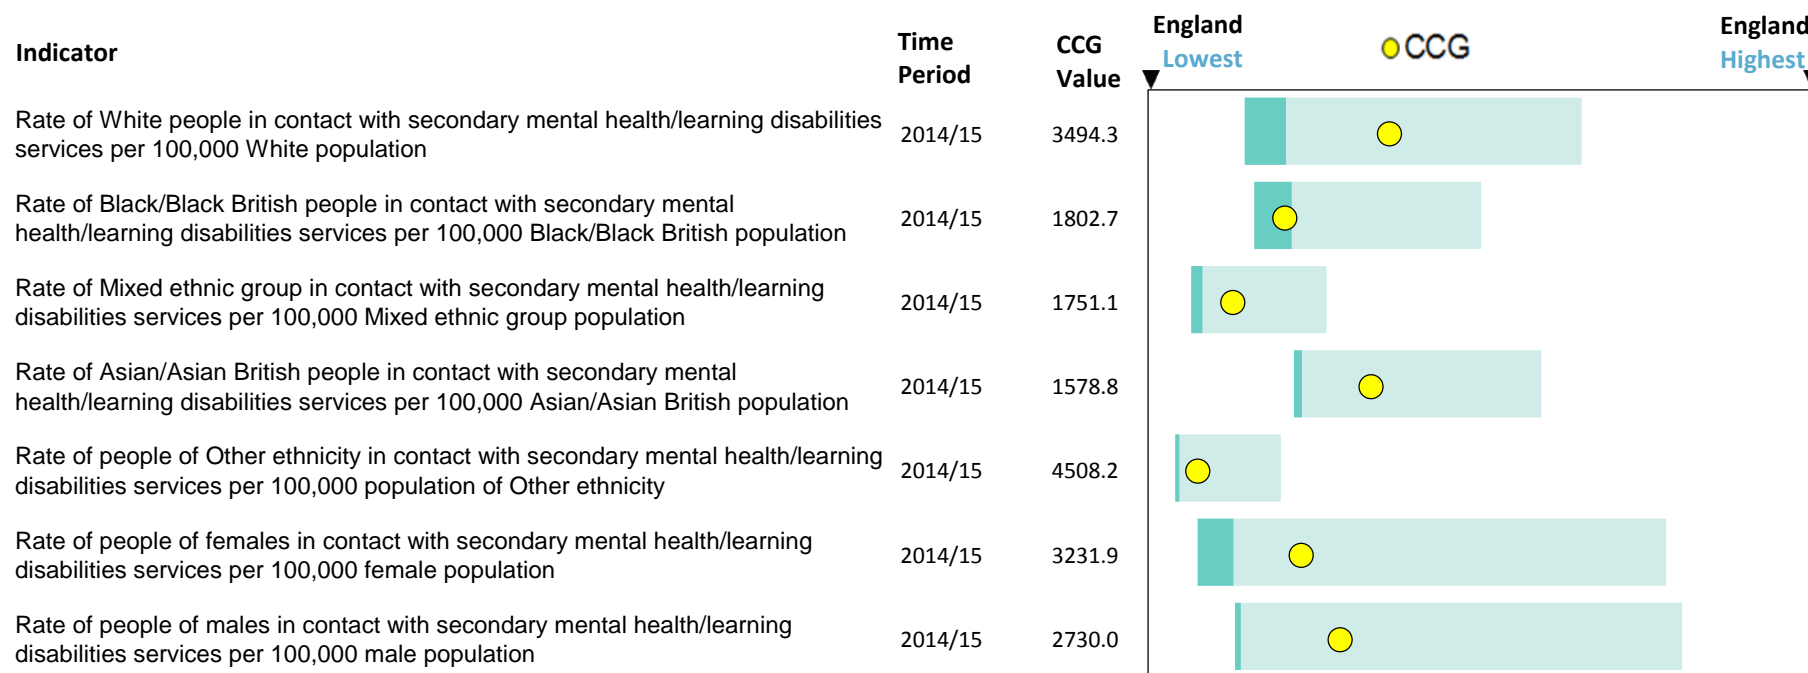 Indicator
Time
Period
CCG
Value
England
Lowest
CCG
England
Highest
Rate of White people in contact with secondary mental health/learning disabilities
services per 100,000 White population
2014/15
3494.3
Rate of Black/Black British people in contact with secondary mental
health/learning disabilities services per 100,000 Black/Black British population
2014/15
1802.7
Rate of Mixed ethnic group in contact with secondary mental health/learning
disabilities services per 100,000 Mixed ethnic group population
2014/15
1751.1
Rate of Asian/Asian British people in contact with secondary mental
health/learning disabilities services per 100,000 Asian/Asian British population
2014/15
1578.8
Rate of people of Other ethnicity in contact with secondary mental health/learning
disabilities services per 100,000 population of Other ethnicity
2014/15
4508.2
Rate of people of females in contact with secondary mental health/learning
disabilities services per 100,000 female population
2014/15
3231.9
Rate of people of males in contact with secondary mental health/learning
disabilities services per 100,000 male population
2014/15
2730.0